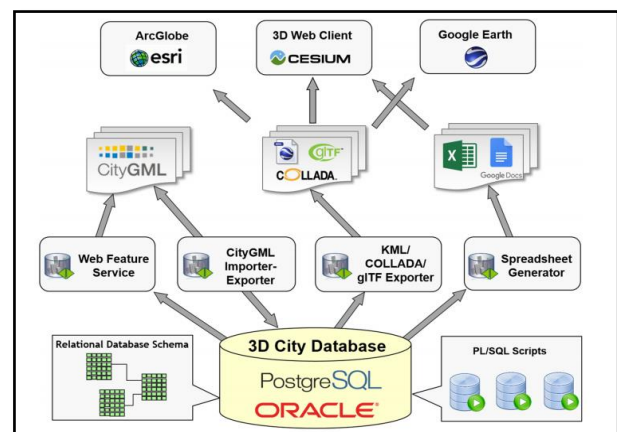 ArcGlobe
esri
3D Web Client
CESIUM
Google Earth
CityGML
glTF™
COLLADA
Google Docs
Web Feature
Service
CityGML
Importer-
Exporter
KML/
COLLADA/
glTF Exporter
Spreadsheet
Generator
Relational Database Schema
3D City Database
PostgreSQL
ORACLE®
PL/SQL Scripts